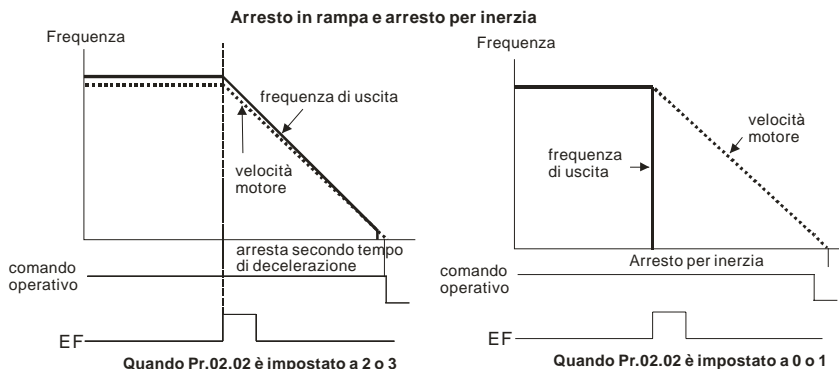 Arresto in rampa e arresto per inerzia
Frequenza
frequenza di uscita
velocità
motore
arresta secondo tempo
di decelerazione
comando
operativo
EF
Quando Pr.02.02 è impostato a 2 o 3
Frequenza
velocità
motore
frequenza
di uscita
Arresto per inerzia
comando
operativo
EF
Quando Pr.02.02 è impostato a 0 o 1